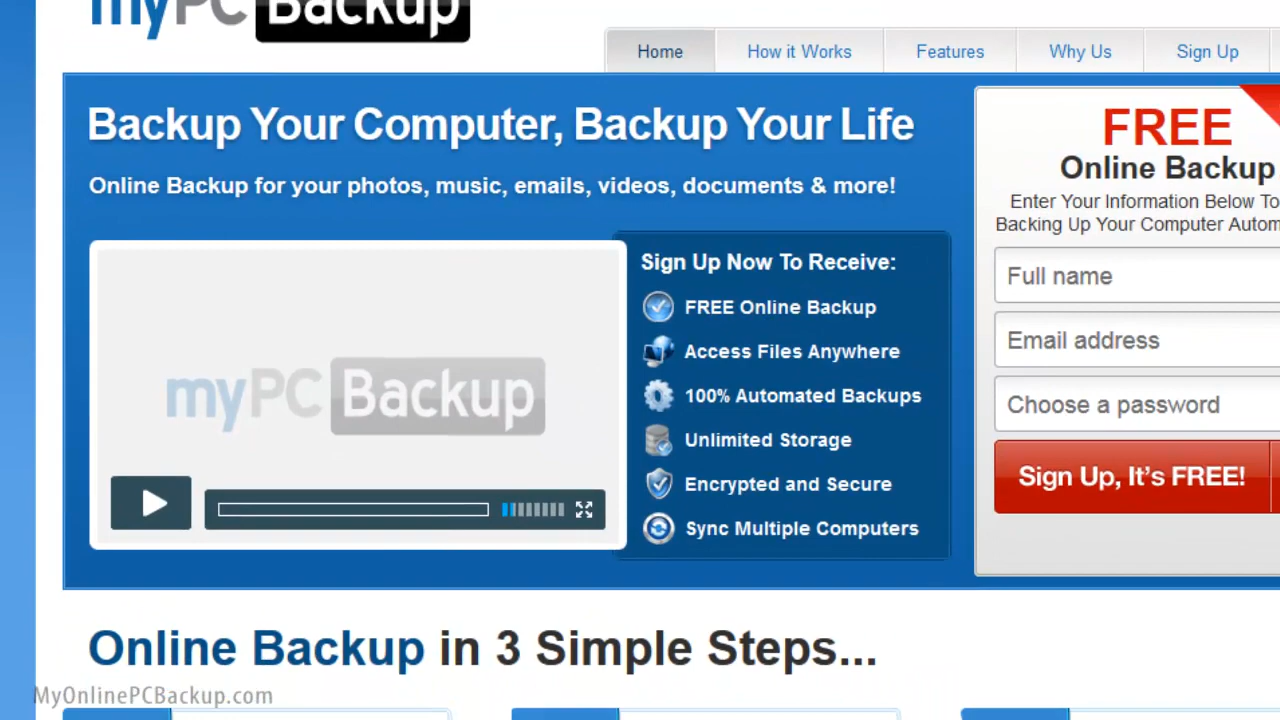 myPC Backup
Home How it Works Features Why Us Sign Up
Backup Your Computer, Backup Your Life
Online Backup for your photos, music, emails, videos, documents & more!
FREE
Online Backup
Enter Your Information Below To
Backing Up Your Computer
Full name
Email address
Choose a password
Sign Up, It's FREE!
Sign Up Now To Receive:
FREE Online Backup
Access Files Anywhere
100% Automated Backups
Unlimited Storage
Encrypted and Secure
Sync Multiple Computers
myPC Backup
Online Backup in 3 Simple Steps...
MyOnlinePCBackup.com